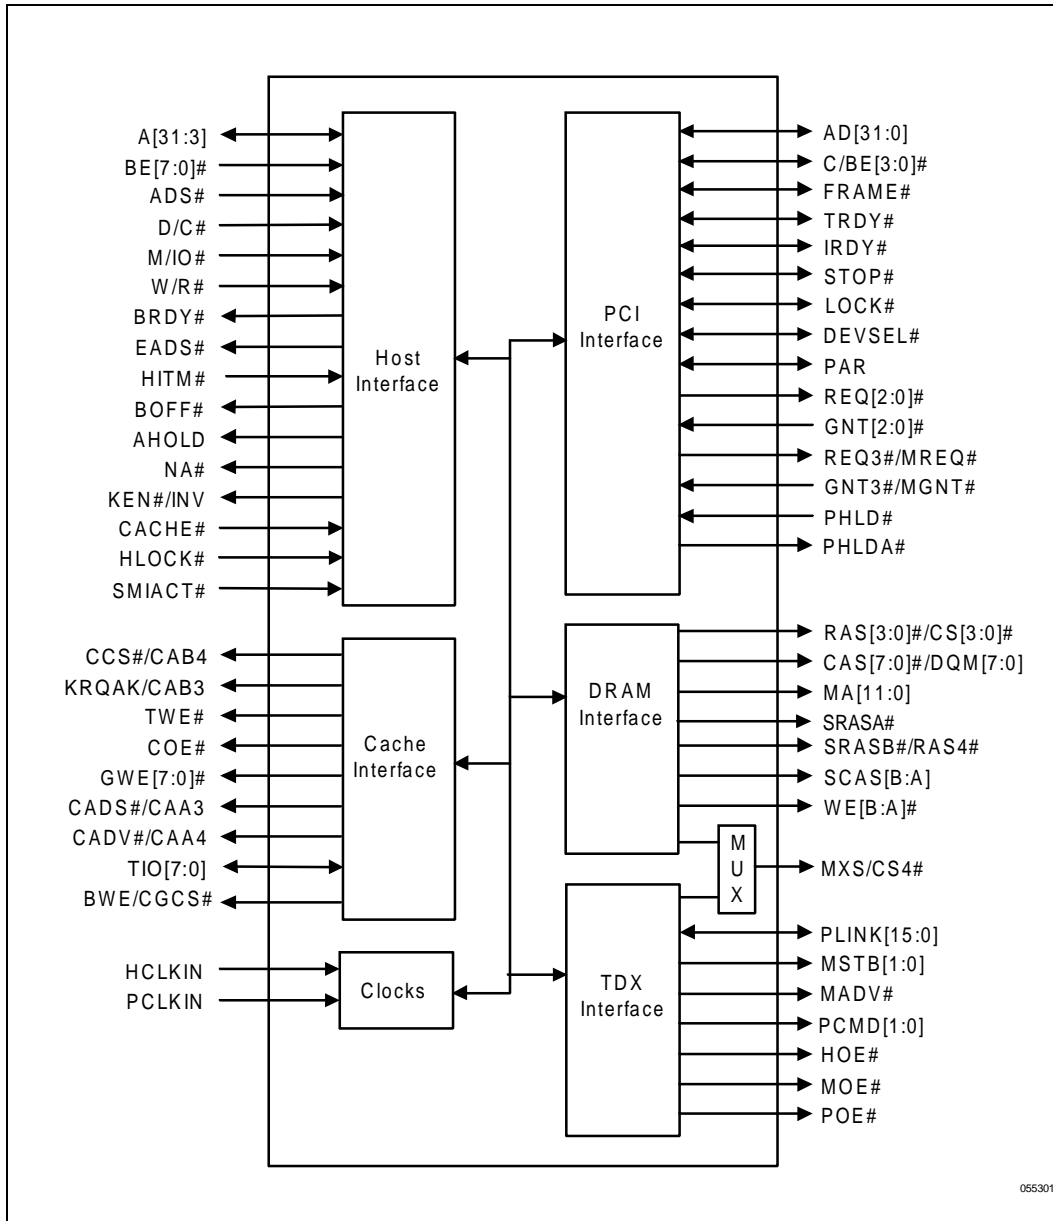 A[31:3]
BE[7:0]#
ADS#
D/C#
M/IO#
W/R#
BRDY#
EADS#
HITM#
BOFF#
AHOLD
NA#
KEN#/INV
CACHE#
HLOCK#
SMIACT#
Host
Interface
CCS#/CAB4
KRQAK/CAB3
TWE#
COE#
GWE[7:0]#
CADS#/CAA3
CADV#/CAA4
TIO[7:0]
BWE/CGCS#
Cache
Interface
HCLKIN
PCLKIN
Clocks
PCI
Interface
AD[31:0]
C/BE[3:0]#
FRAME#
TRDY#
IRDY#
STOP#
LOCK#
DEVSEL#
PAR
REQ[2:0]#
GNT[2:0]#
REQ3#/MREQ#
GNT3#/MGNT#
PHLD#
PHLDA#
DRAM
Interface
RAS[3:0]#/CS[3:0]#
CAS[7:0]#/DQM[7:0]
MA[11:0]
SRASA#
SRASB#/RAS4#
SCAS[B:A]
WE[B:A]#
M
U
X
MXS/CS4#
TDX
Interface
PLINK[15:0]
MSTB[1:0]
MADV#
PCMD[1:0]
HOE#
MOE#
POE#
055301